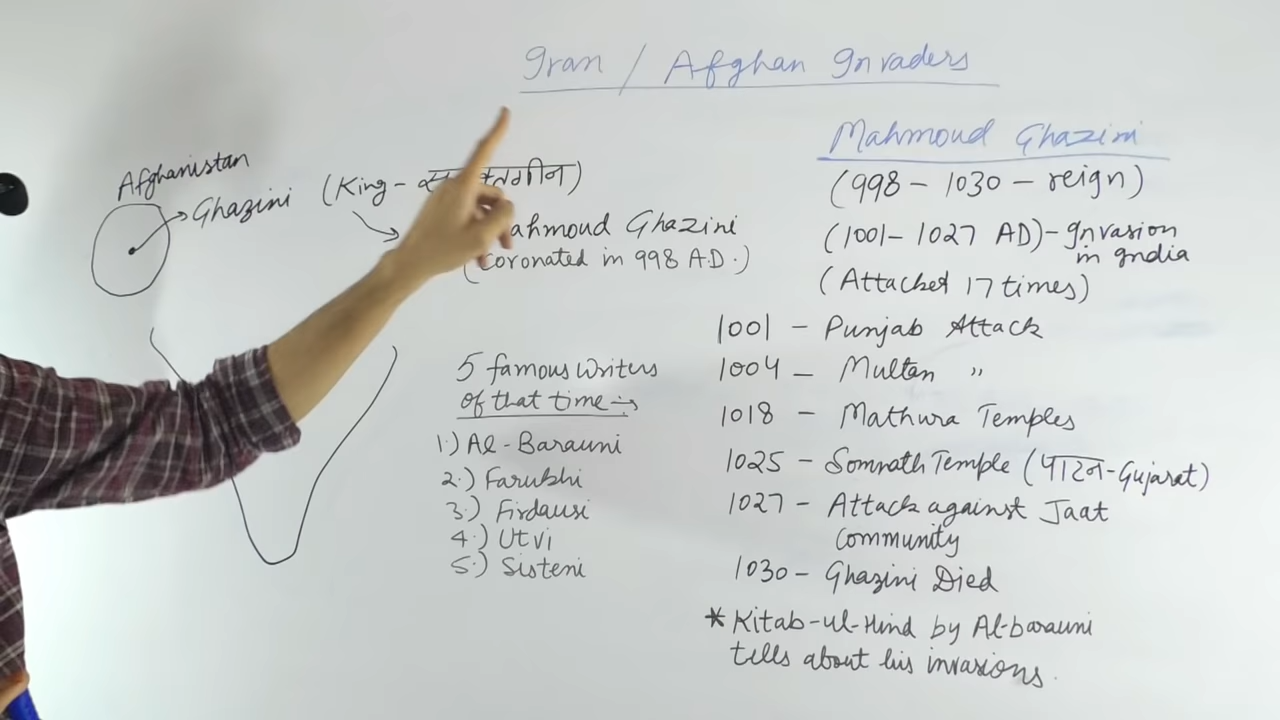 Iran / Afghan Invaders
Afghanistan
Ghazini
(King-
Ghazini
(Coronated in 998 A.D.)
5 famous writers
of that time :→
1.) Al-Barauni
2.) Farukhi
3.) Firdausi
4.) Utvi
5.) Sisteni
Mahmoud Ghazini
(998 - 1030 - reign)
(1001 - 1027 AD) - Invasion
in India
(Attacked 17 times)
1001 - Punjab Attack
1004 - Multan "
1018 - Mathura Temples
1025 - Somnath Temple (पाटन-Gujarat)
1027 - Attack against Jaat
Community
1030 - Ghazini Died
* Kitab-ul-Hind by Al-barauni
tells about his invasions.